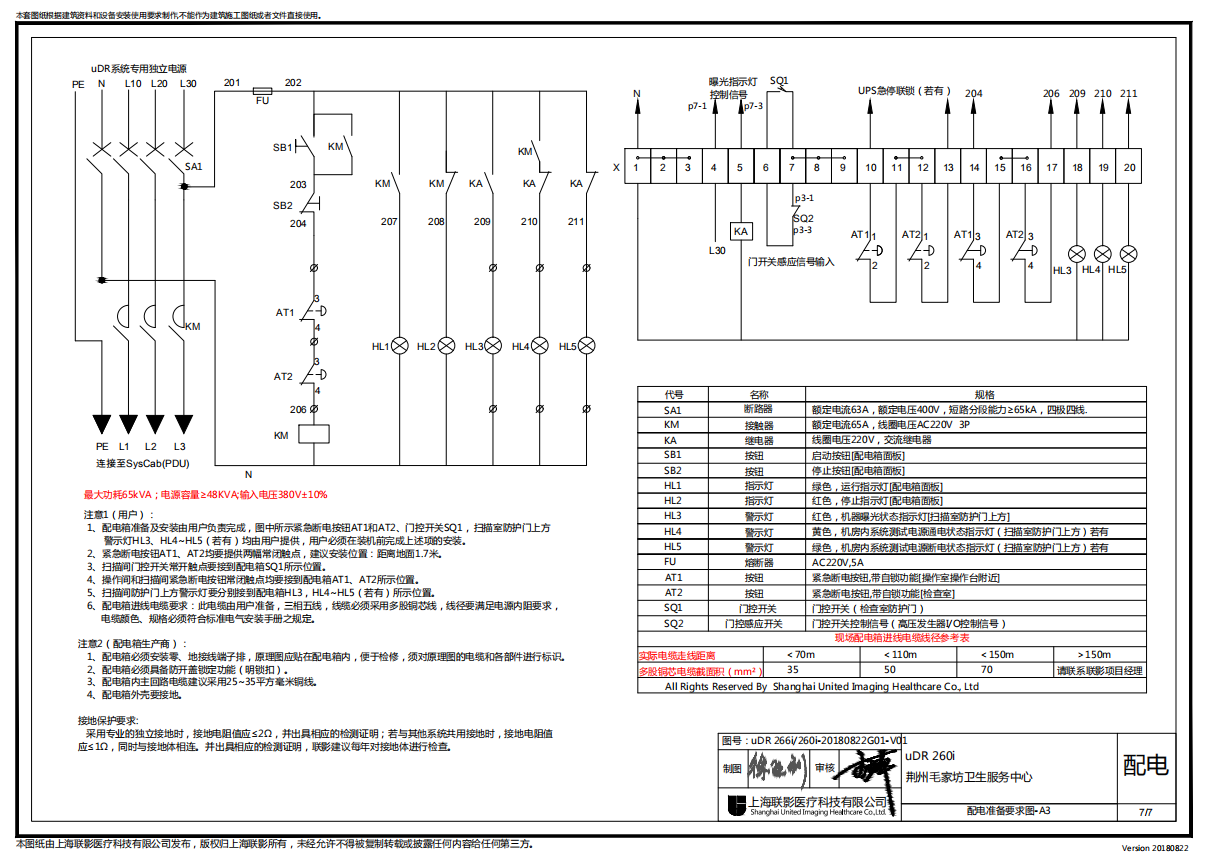 本套图纸根据建筑资料和设备安装使用要求制作,不能作为建筑施工图纸或者文件直接使用。
uDR系统专用独立电源
PE N L10 L20 L30
201 202
FU
SA1
SB1 KM
203
SB2
204
KM KM KA KM KA KA
207 208 209 210 211
AT1 3 4
AT2 3 4
206
KM
KM
HL1 HL2 HL3 HL4 HL5
PE L1 L2 L3
连接至SysCab(PDU)
N
曝光指示灯
控制信号
SQ1
UPS急停联锁（若有）
N p7-1 p7-3 204 206 209 210 211
X 1 2 3 4 5 6 7 8 9 10 11 12 13 14 15 16 17 18 19 20
p3-1
SQ2
p3-3
KA
L30
门开关感应信号输入
AT1 1 2
AT2 1 2
AT1 3 4
AT2 3 4
HL3 HL4 HL5
代号 名称 规格
SA1 断路器 额定电流63A，额定电压400V，短路分段能力≥65kA，四极四线.
KM 接触器 额定电流65A，线圈电压AC220V 3P
KA 继电器 线圈电压220V，交流继电器
SB1 按钮 启动按钮[配电箱面板]
SB2 按钮 停止按钮[配电箱面板]
HL1 指示灯 绿色，运行指示灯[配电箱面板]
HL2 指示灯 红色，停止指示灯[配电箱面板]
HL3 警示灯 红色，机器曝光状态指示灯[扫描室防护门上方]
HL4 警示灯 黄色，机房内系统测试电源通电状态指示灯（扫描室防护门上方）若有
HL5 警示灯 绿色，机房内系统测试电源断电状态指示灯（扫描室防护门上方）若有
FU 熔断器 AC220V,5A
AT1 按钮 紧急断电按钮,带自锁功能[操作室操作台附近]
AT2 按钮 紧急断电按钮,带自锁功能[检查室]
SQ1 门控开关 门控开关（检查室防护门）
SQ2 门控感应开关 门控开关控制信号（高压发生器I/O控制信号）
现场配电箱进线电缆线径参考表
实际电缆走线距离 <70m <110m <150m >150m
多股铜芯电缆截面积（mm²） 35 50 70 请联系联影项目经理
All Rights Reserved By Shanghai United Imaging Healthcare Co., Ltd
最大功耗65kVA；电源容量≥48KVA;输入电压380V±10%
注意1（用户）：
1、配电箱准备及安装由用户负责完成，图中所示紧急断电按钮AT1和AT2、门控开关SQ1，扫描室防护门上方
警示灯HL3、HL4~HL5（若有）均由用户提供，用户必须在装机前完成上述项的安装。
2、紧急断电按钮AT1、AT2均要提供两幅常闭触点，建议安装位置：距离地面1.7米。
3、扫描间门控开关常开触点要接到配电箱SQ1所示位置。
4、操作间和扫描间紧急断电按钮常闭触点均要接到配电箱AT1、AT2所示位置。
5、扫描间防护门上方警示灯要分别接到配电箱HL3，HL4~HL5（若有）所示位置。
6、配电箱进线电缆要求：此电缆由用户准备，三相五线，线缆必须采用多股铜芯线，线径要满足电源内阻要求，
电缆颜色、规格必须符合标准电气安装手册之规定。
注意2（配电箱生产商）：
1、配电箱必须安装零、地接线端子排，原理图应贴在配电箱内，便于检修，须对原理图的电缆和各部件进行标识。
2、配电箱必须具备防开盖锁定功能（明锁扣）。
3、配电箱内主回路电缆建议采用25~35平方毫米铜线。
4、配电箱外壳要接地。
接地保护要求:
采用专业的独立接地时，接地电阻值应≤2Ω，并出具相应的检测证明；若与其他系统共用接地时，接地电阻值
应≤1Ω，同时与接地体相连。并出具相应的检测证明，联影建议每年对接地体进行检查。
图号：uDR 266i/260i-20180822G01-V01
制图 审核
uDR 260i
荆州毛家坊卫生服务中心
配电
上海联影医疗科技有限公司
Shanghai United Imaging Healthcare Co.,Ltd.
配电准备要求图-A3
7/7
本图纸由上海联影医疗科技有限公司发布，版权归上海联影所有，未经允许不得被复制转载或披露任何内容给任何第三方。
Version 20180822